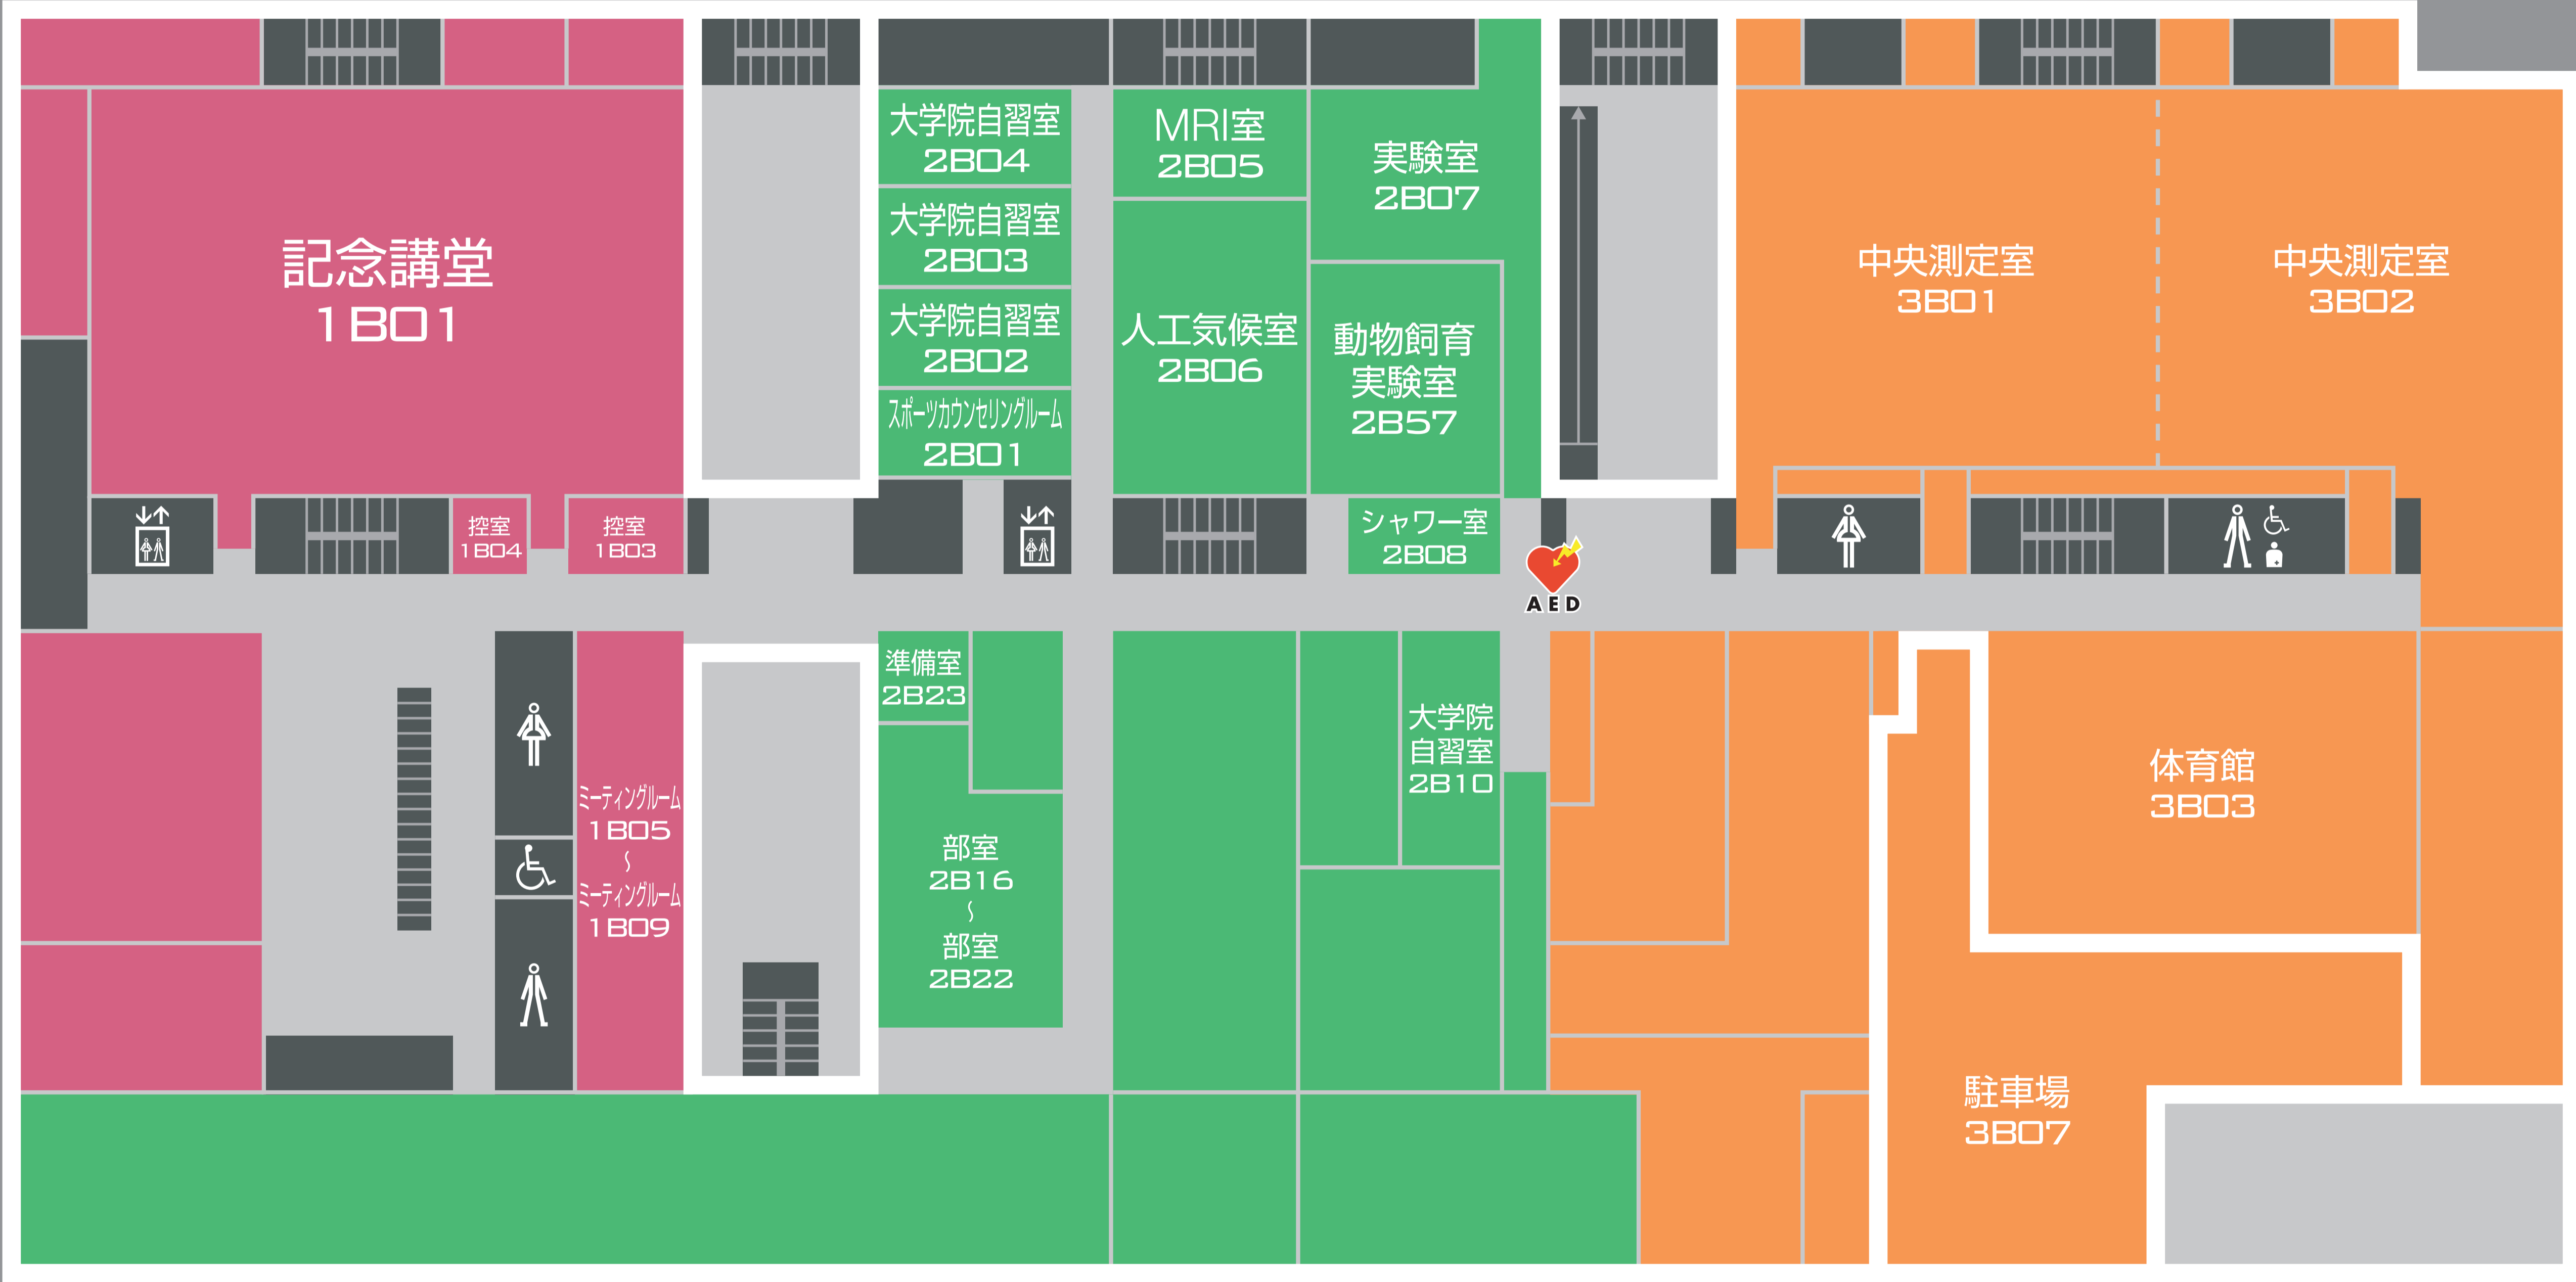 記念講堂
1B01
控室
1B04
控室
1B03
ミーティングルーム
1B05
〜
ミーティングルーム
1B09
大学院自習室
2B04
大学院自習室
2B03
大学院自習室
2B02
スポーツカウンセリングルーム
2B01
MRI室
2B05
人工気候室
2B06
実験室
2B07
動物飼育
実験室
2B57
シャワー室
2B08
AED
準備室
2B23
部室
2B16
〜
部室
2B22
大学院
自習室
2B10
中央測定室
3B01
中央測定室
3B02
体育館
3B03
駐車場
3B07